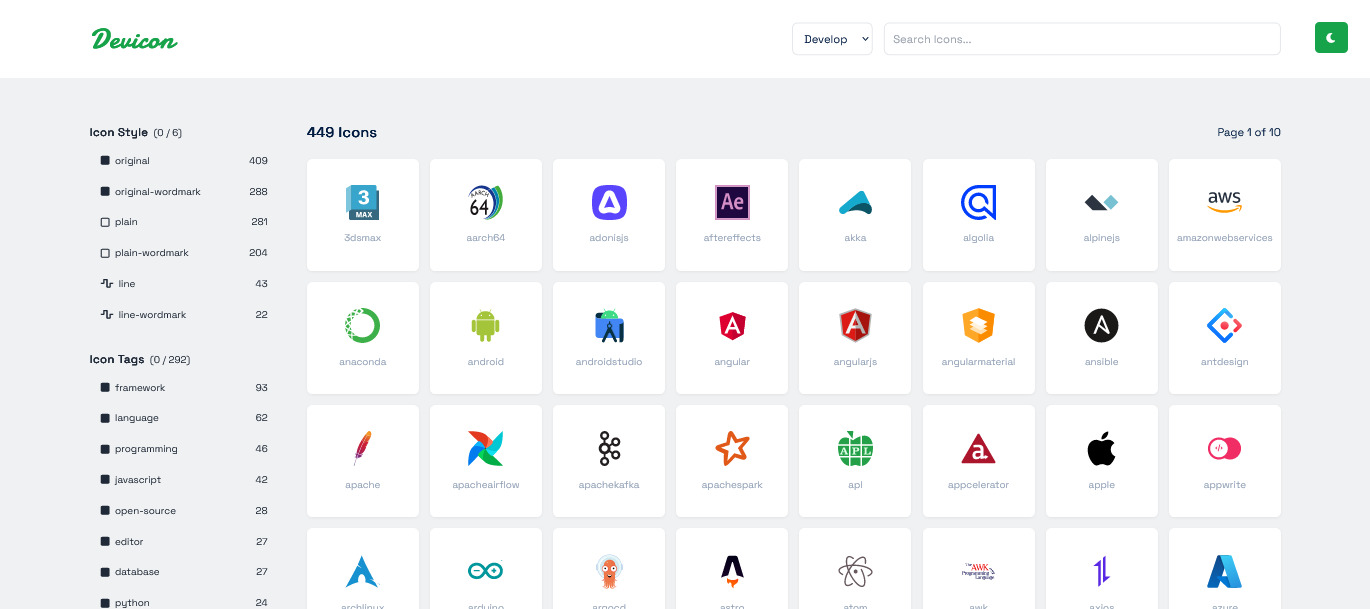 Devicon
Develop
Search Icons...
Icon Style (0 / 6)
original 409
original-wordmark 288
plain 281
plain-wordmark 204
line 43
line-wordmark 22
Icon Tags (0 / 292)
framework 93
language 62
programming 46
javascript 42
open-source 28
editor 27
database 27
python 24
449 Icons
Page 1 of 10
3
MAX
AARCH
64
Ae
aws
3dsmax aarch64 adonisjs aftereffects akka algolia alpinejs amazonwebservices
anaconda android androidstudio angular angularjs angularmaterial ansible antdesign
APL
a
apache apacheairflow apachekafka apachespark apl appcelerator apple appwrite
The AWK
Programming
Language
archlinux arduino argocd astro atom awk axios azure